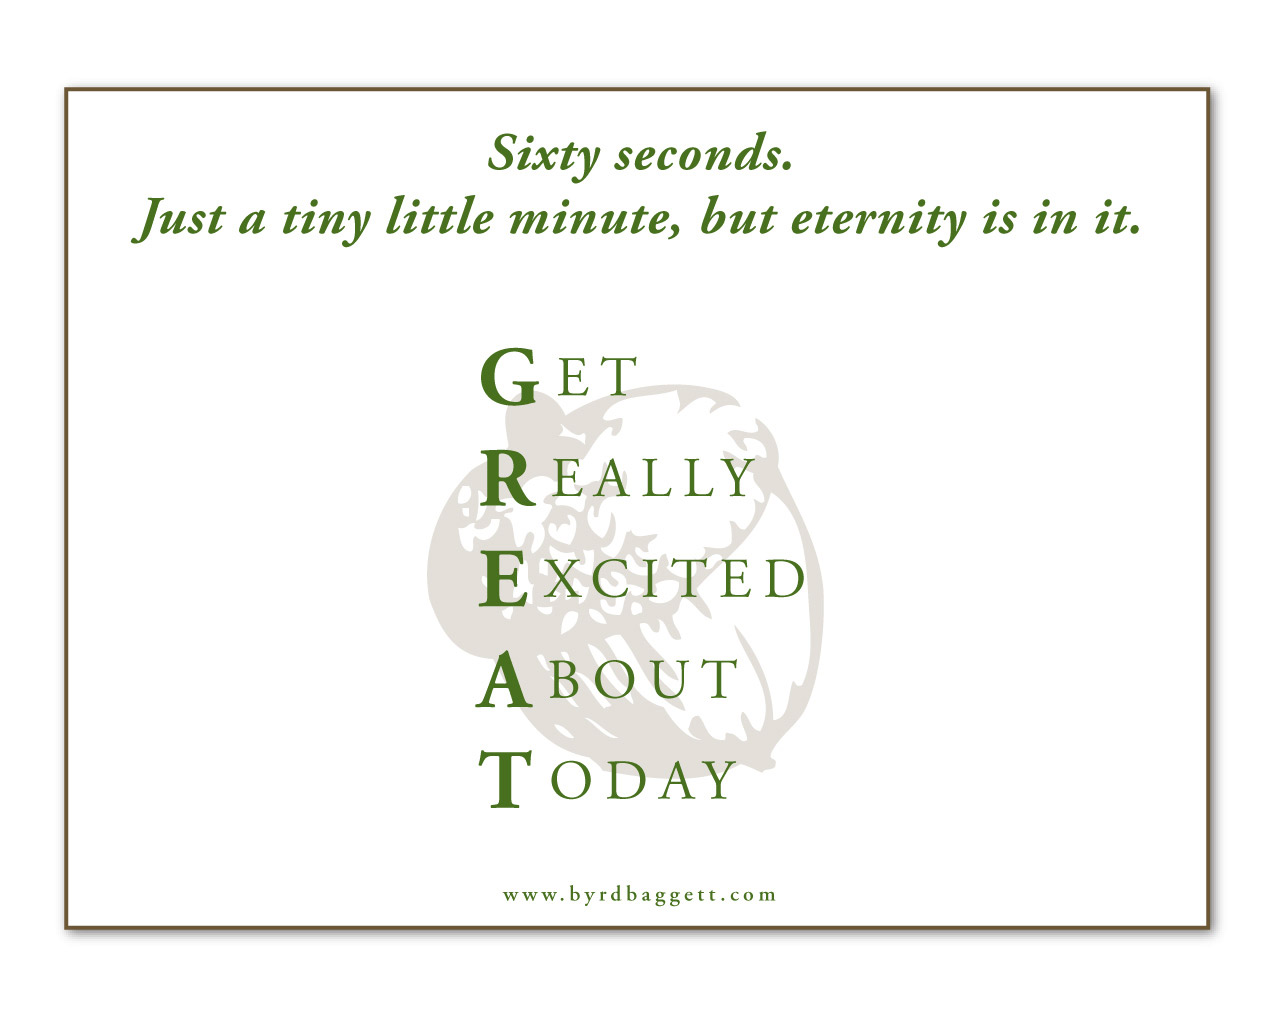 Sixty seconds.
Just a tiny little minute, but eternity is in it.
GET
REALLY
EXCITED
ABOUT
TODAY
www.byrdbaggett.com